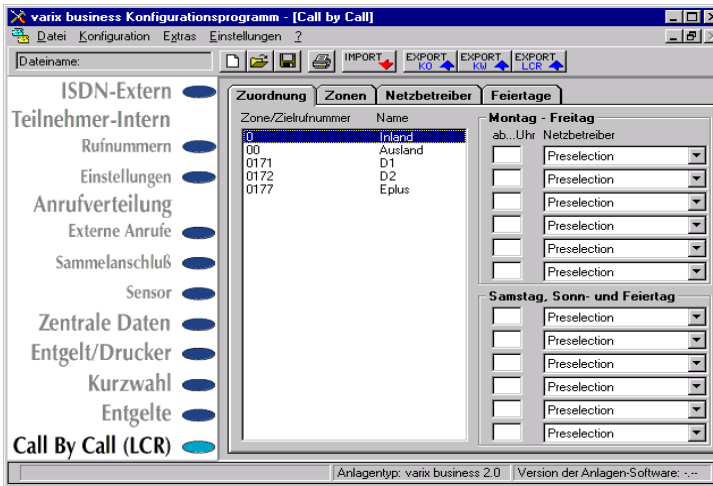 varix business Konfigurationsprogramm - [Call by Call]
Datei Konfiguration Extras Einstellungen ?
Dateiname:
IMPORT
EXPORT KO
EXPORT KW
EXPORT LCR
ISDN-Extern
Teilnehmer-Intern
Rufnummern
Einstellungen
Anrufverteilung
Externe Anrufe
Sammelanschluß
Sensor
Zentrale Daten
Entgelt/Drucker
Kurzwahl
Entgelte
Call By Call (LCR)
Zuordnung Zonen Netzbetreiber Feiertage
Zone/Zielrufnummer Name
0 Inland
00 Ausland
0171 D1
0172 D2
0177 Eplus
Montag - Freitag
ab...Uhr Netzbetreiber
Preselection
Preselection
Preselection
Preselection
Preselection
Preselection
Samstag, Sonn- und Feiertag
Preselection
Preselection
Preselection
Preselection
Preselection
Preselection
Anlagentyp: varix business 2.0
Version der Anlagen-Software: -.--